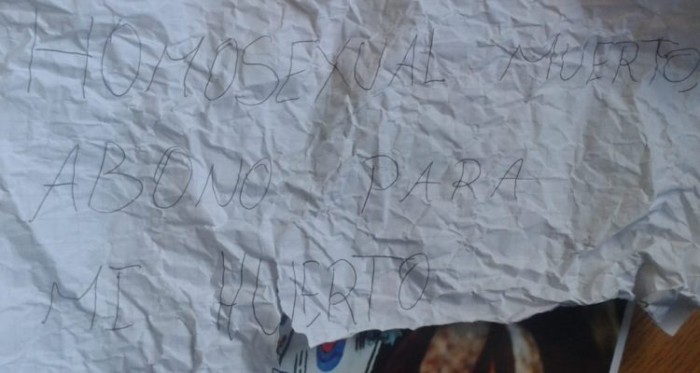 HOMOSEXUAL MUERTO,
ABONO PARA
MI HUERTO